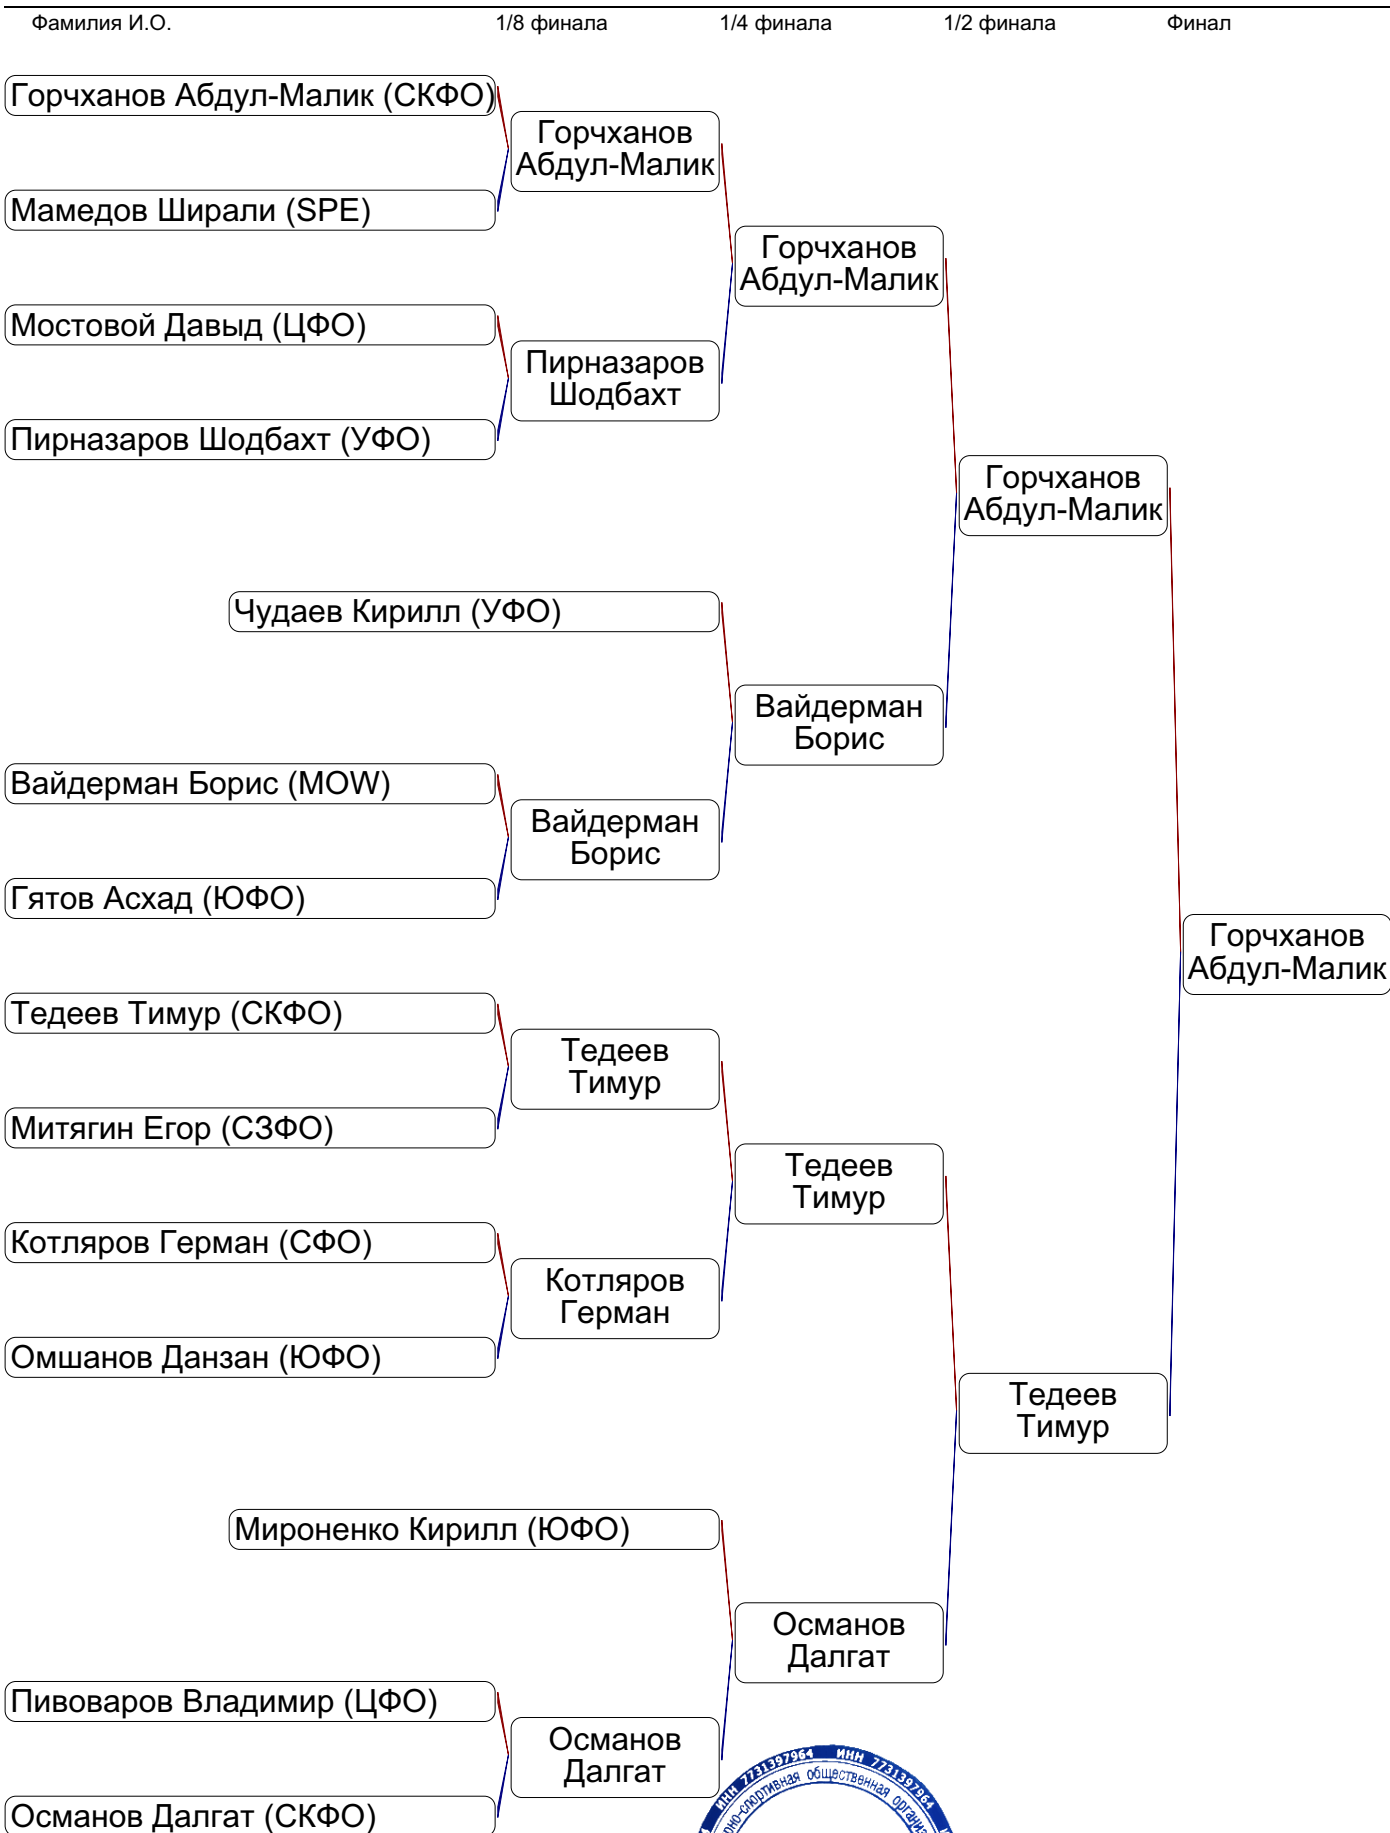 Фамилия И.О. 1/8 финала 1/4 финала 1/2 финала Финал
Горчханов Абдул-Малик (СКФО)
Горчханов
Абдул-Малик
Мамедов Ширали (SPE)
Горчханов
Абдул-Малик
Мостовой Давыд (ЦФО)
Пирназаров
Шодбахт
Пирназаров Шодбахт (УФО)
Горчханов
Абдул-Малик
Чудаев Кирилл (УФО)
Вайдерман
Борис
Вайдерман Борис (MOW)
Вайдерман
Борис
Гятов Асхад (ЮФО)
Горчханов
Абдул-Малик
Тедеев Тимур (СКФО)
Тедеев
Тимур
Митягин Егор (СЗФО)
Тедеев
Тимур
Котляров Герман (СФО)
Котляров
Герман
Омшанов Данзан (ЮФО)
Тедеев
Тимур
Мироненко Кирилл (ЮФО)
Османов
Далгат
Пивоваров Владимир (ЦФО)
Османов
Далгат
Османов Далгат (СКФО)
ИНН 7731397964 ИНН 7731397964
спортивная общественная